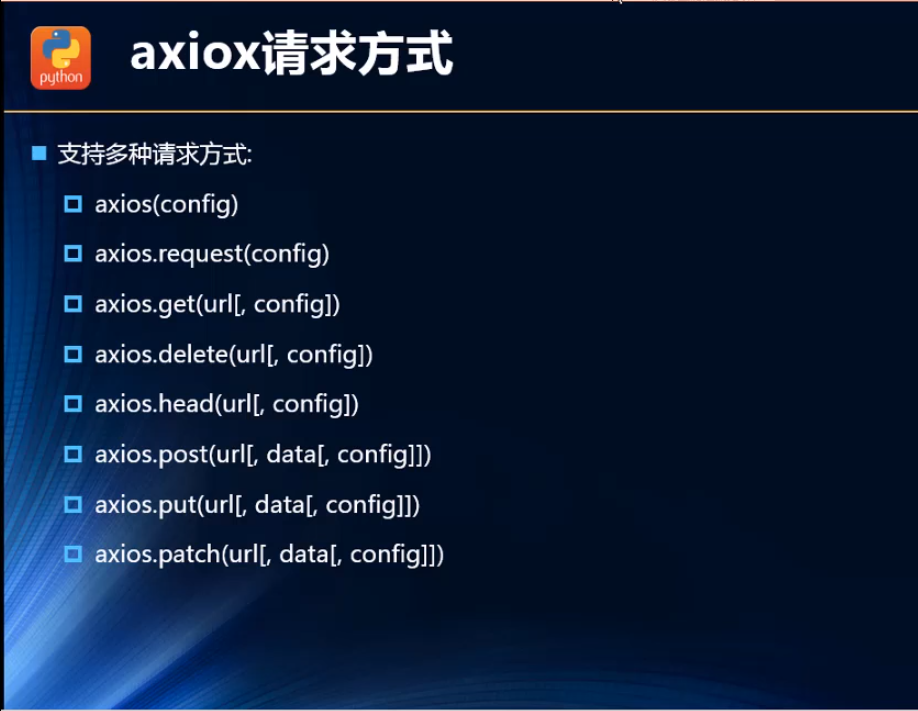 python
axiox请求方式
支持多种请求方式:
axios(config)
axios.request(config)
axios.get(url[, config])
axios.delete(url[, config])
axios.head(url[, config])
axios.post(url[, data[, config]])
axios.put(url[, data[, config]])
axios.patch(url[, data[, config]])